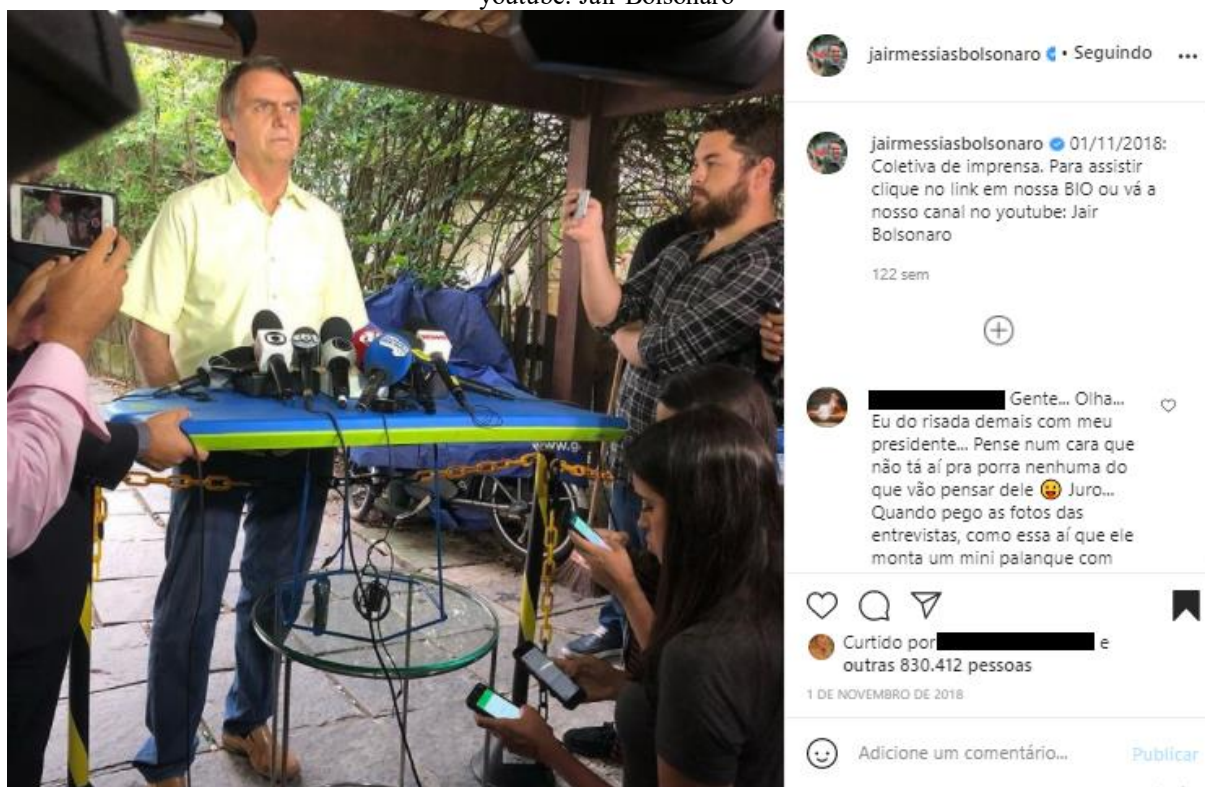 youtube: Jair Bolsonaro
jairmessiasbolsonaro • Seguindo
jairmessiasbolsonaro 01/11/2018:
Coletiva de imprensa. Para assistir
clique no link em nossa BIO ou vá a
nosso canal no youtube: Jair
Bolsonaro
122 sem
Gente... Olha...
Eu do risada demais com meu
presidente... Pense num cara que
não tá aí pra porra nenhuma do
que vão pensar dele 😛 Juro...
Quando pego as fotos das
entrevistas, como essa aí que ele
monta um mini palanque com
Curtido por e
outras 830.412 pessoas
1 DE NOVEMBRO DE 2018
Adicione um comentário... Publicar
www.g